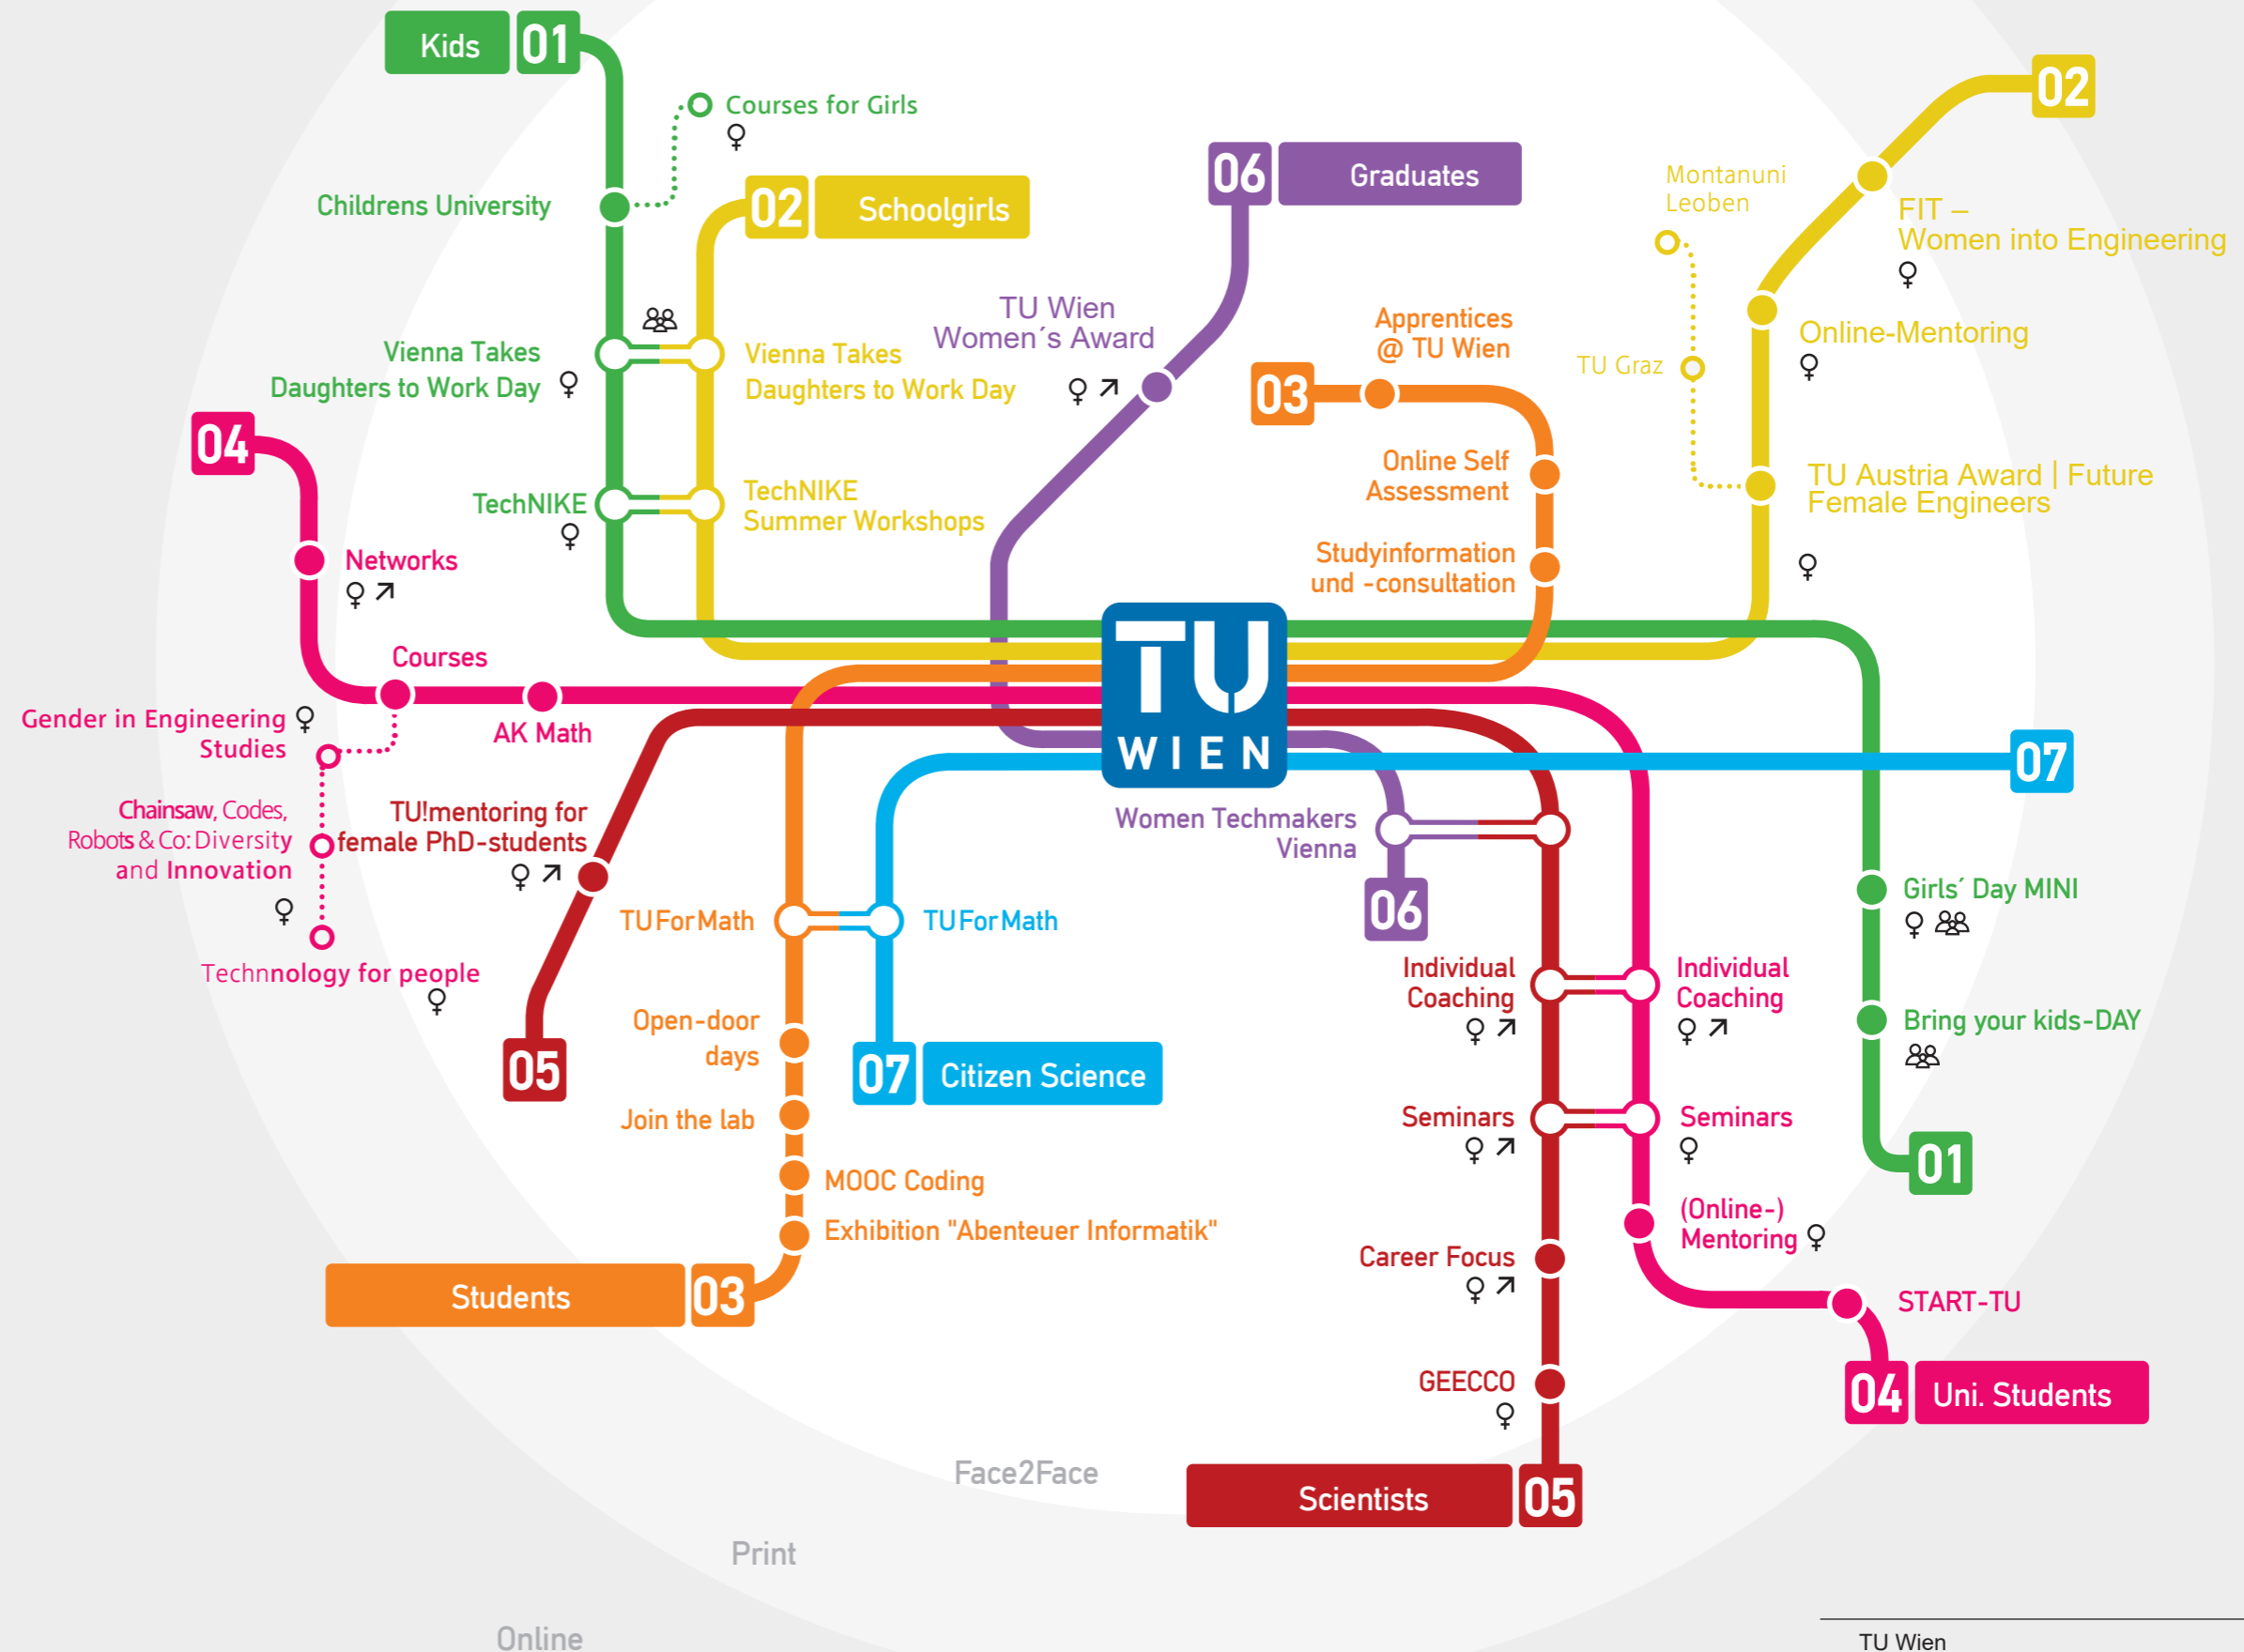 Kids 01
02
Courses for Girls
06 Graduates
Montanuni
Leoben
Childrens University
02 Schoolgirls
FIT –
Women into Engineering
TU Wien
Women´s Award
Apprentices
@ TU Wien
Online-Mentoring
Vienna Takes
Daughters to Work Day
Vienna Takes
Daughters to Work Day
TU Graz
03
04
Online Self
Assessment
TU Austria Award | Future
Female Engineers
TechNIKE
TechNIKE
Summer Workshops
Networks
Studyinformation
und -consultation
Courses
TU
WIEN
Gender in Engineering
Studies
AK Math
07
Chainsaw, Codes,
Robots & Co: Diversity
and Innovation
TU!mentoring for
female PhD-students
Women Techmakers
Vienna
06
Girls´ Day MINI
TUForMath
TUForMath
Technnology for people
Individual
Coaching
Individual
Coaching
Open-door
days
Bring your kids-DAY
05
07 Citizen Science
Join the lab
Seminars
Seminars
01
MOOC Coding
(Online-)
Mentoring
Exhibition "Abenteuer Informatik"
Career Focus
Students 03
START-TU
GEECCO
04 Uni. Students
Face2Face
Scientists 05
Print
Online
TU Wien